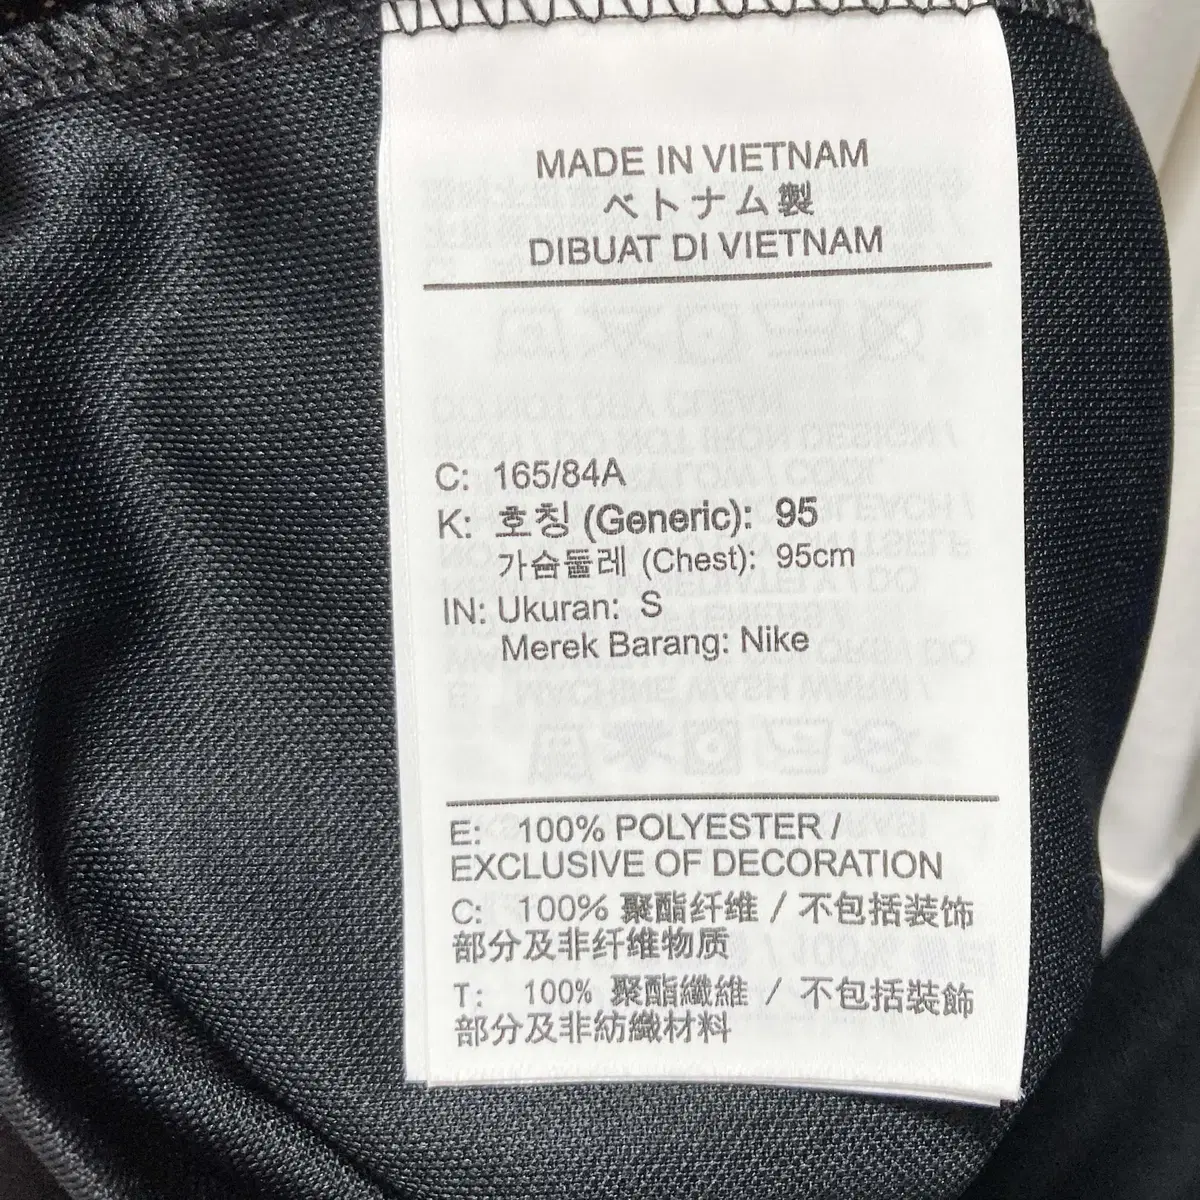 MADE IN VIETNAM
ベトナム製
DIBUAT DI VIETNAM
C: 165/84A
K: 호칭 (Generic): 95
가슴둘레 (Chest): 95cm
IN: Ukuran: S
Merek Barang: Nike
E: 100% POLYESTER /
EXCLUSIVE OF DECORATION
C: 100% 聚酯纤维 / 不包括装饰
部分及非纤维物质
T: 100% 聚酯纖維 / 不包括裝飾
部分及非紡織材料